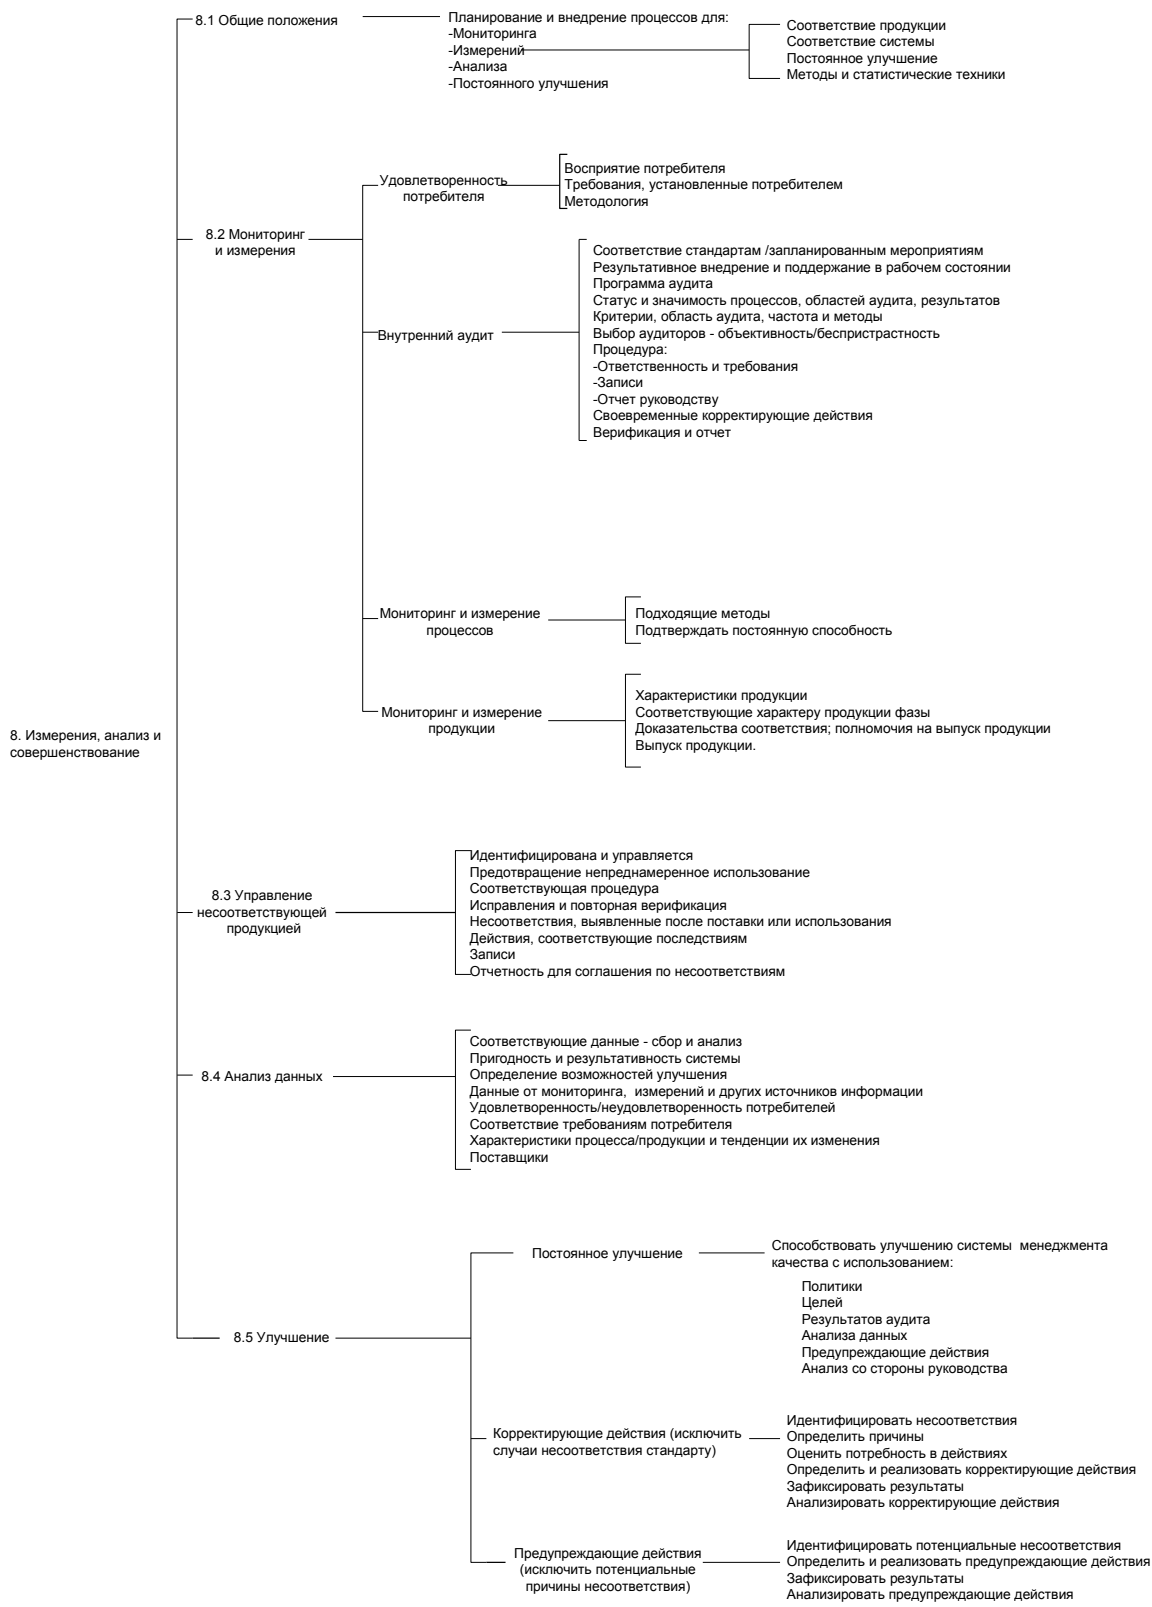 8.1 Общие положения
Планирование и внедрение процессов для:
-Мониторинга
-Измерений
-Анализа
-Постоянного улучшения
Соответствие продукции
Соответствие системы
Постоянное улучшение
Методы и статистические техники
8.2 Мониторинг
и измерения
Удовлетворенность
потребителя
Восприятие потребителя
Требования, установленные потребителем
Методология
Внутренний аудит
Соответствие стандартам /запланированным мероприятиям
Результативное внедрение и поддержание в рабочем состоянии
Программа аудита
Статус и значимость процессов, областей аудита, результатов
Критерии, область аудита, частота и методы
Выбор аудиторов - объективность/беспристрастность
Процедура:
-Ответственность и требования
-Записи
-Отчет руководству
Своевременные корректирующие действия
Верификация и отчет
Мониторинг и измерение
процессов
Подходящие методы
Подтверждать постоянную способность
Мониторинг и измерение
продукции
Характеристики продукции
Соответствующие характеру продукции фазы
Доказательства соответствия; полномочия на выпуск продукции
Выпуск продукции.
8. Измерения, анализ и
совершенствование
8.3 Управление
несоответствующей
продукцией
Идентифицирована и управляется
Предотвращение непреднамеренное использование
Соответствующая процедура
Исправления и повторная верификация
Несоответствия, выявленные после поставки или использования
Действия, соответствующие последствиям
Записи
Отчетность для соглашения по несоответствиям
8.4 Анализ данных
Соответствующие данные - сбор и анализ
Пригодность и результативность системы
Определение возможностей улучшения
Данные от мониторинга, измерений и других источников информации
Удовлетворенность/неудовлетворенность потребителей
Соответствие требованиям потребителя
Характеристики процесса/продукции и тенденции их изменения
Поставщики
8.5 Улучшение
Постоянное улучшение
Способствовать улучшению системы менеджмента
качества с использованием:
Политики
Целей
Результатов аудита
Анализа данных
Предупреждающие действия
Анализ со стороны руководства
Корректирующие действия (исключить
случаи несоответствия стандарту)
Идентифицировать несоответствия
Определить причины
Оценить потребность в действиях
Определить и реализовать корректирующие действия
Зафиксировать результаты
Анализировать корректирующие действия
Предупреждающие действия
(исключить потенциальные
причины несоответствия)
Идентифицировать потенциальные несоответствия
Определить и реализовать предупреждающие действия
Зафиксировать результаты
Анализировать предупреждающие действия